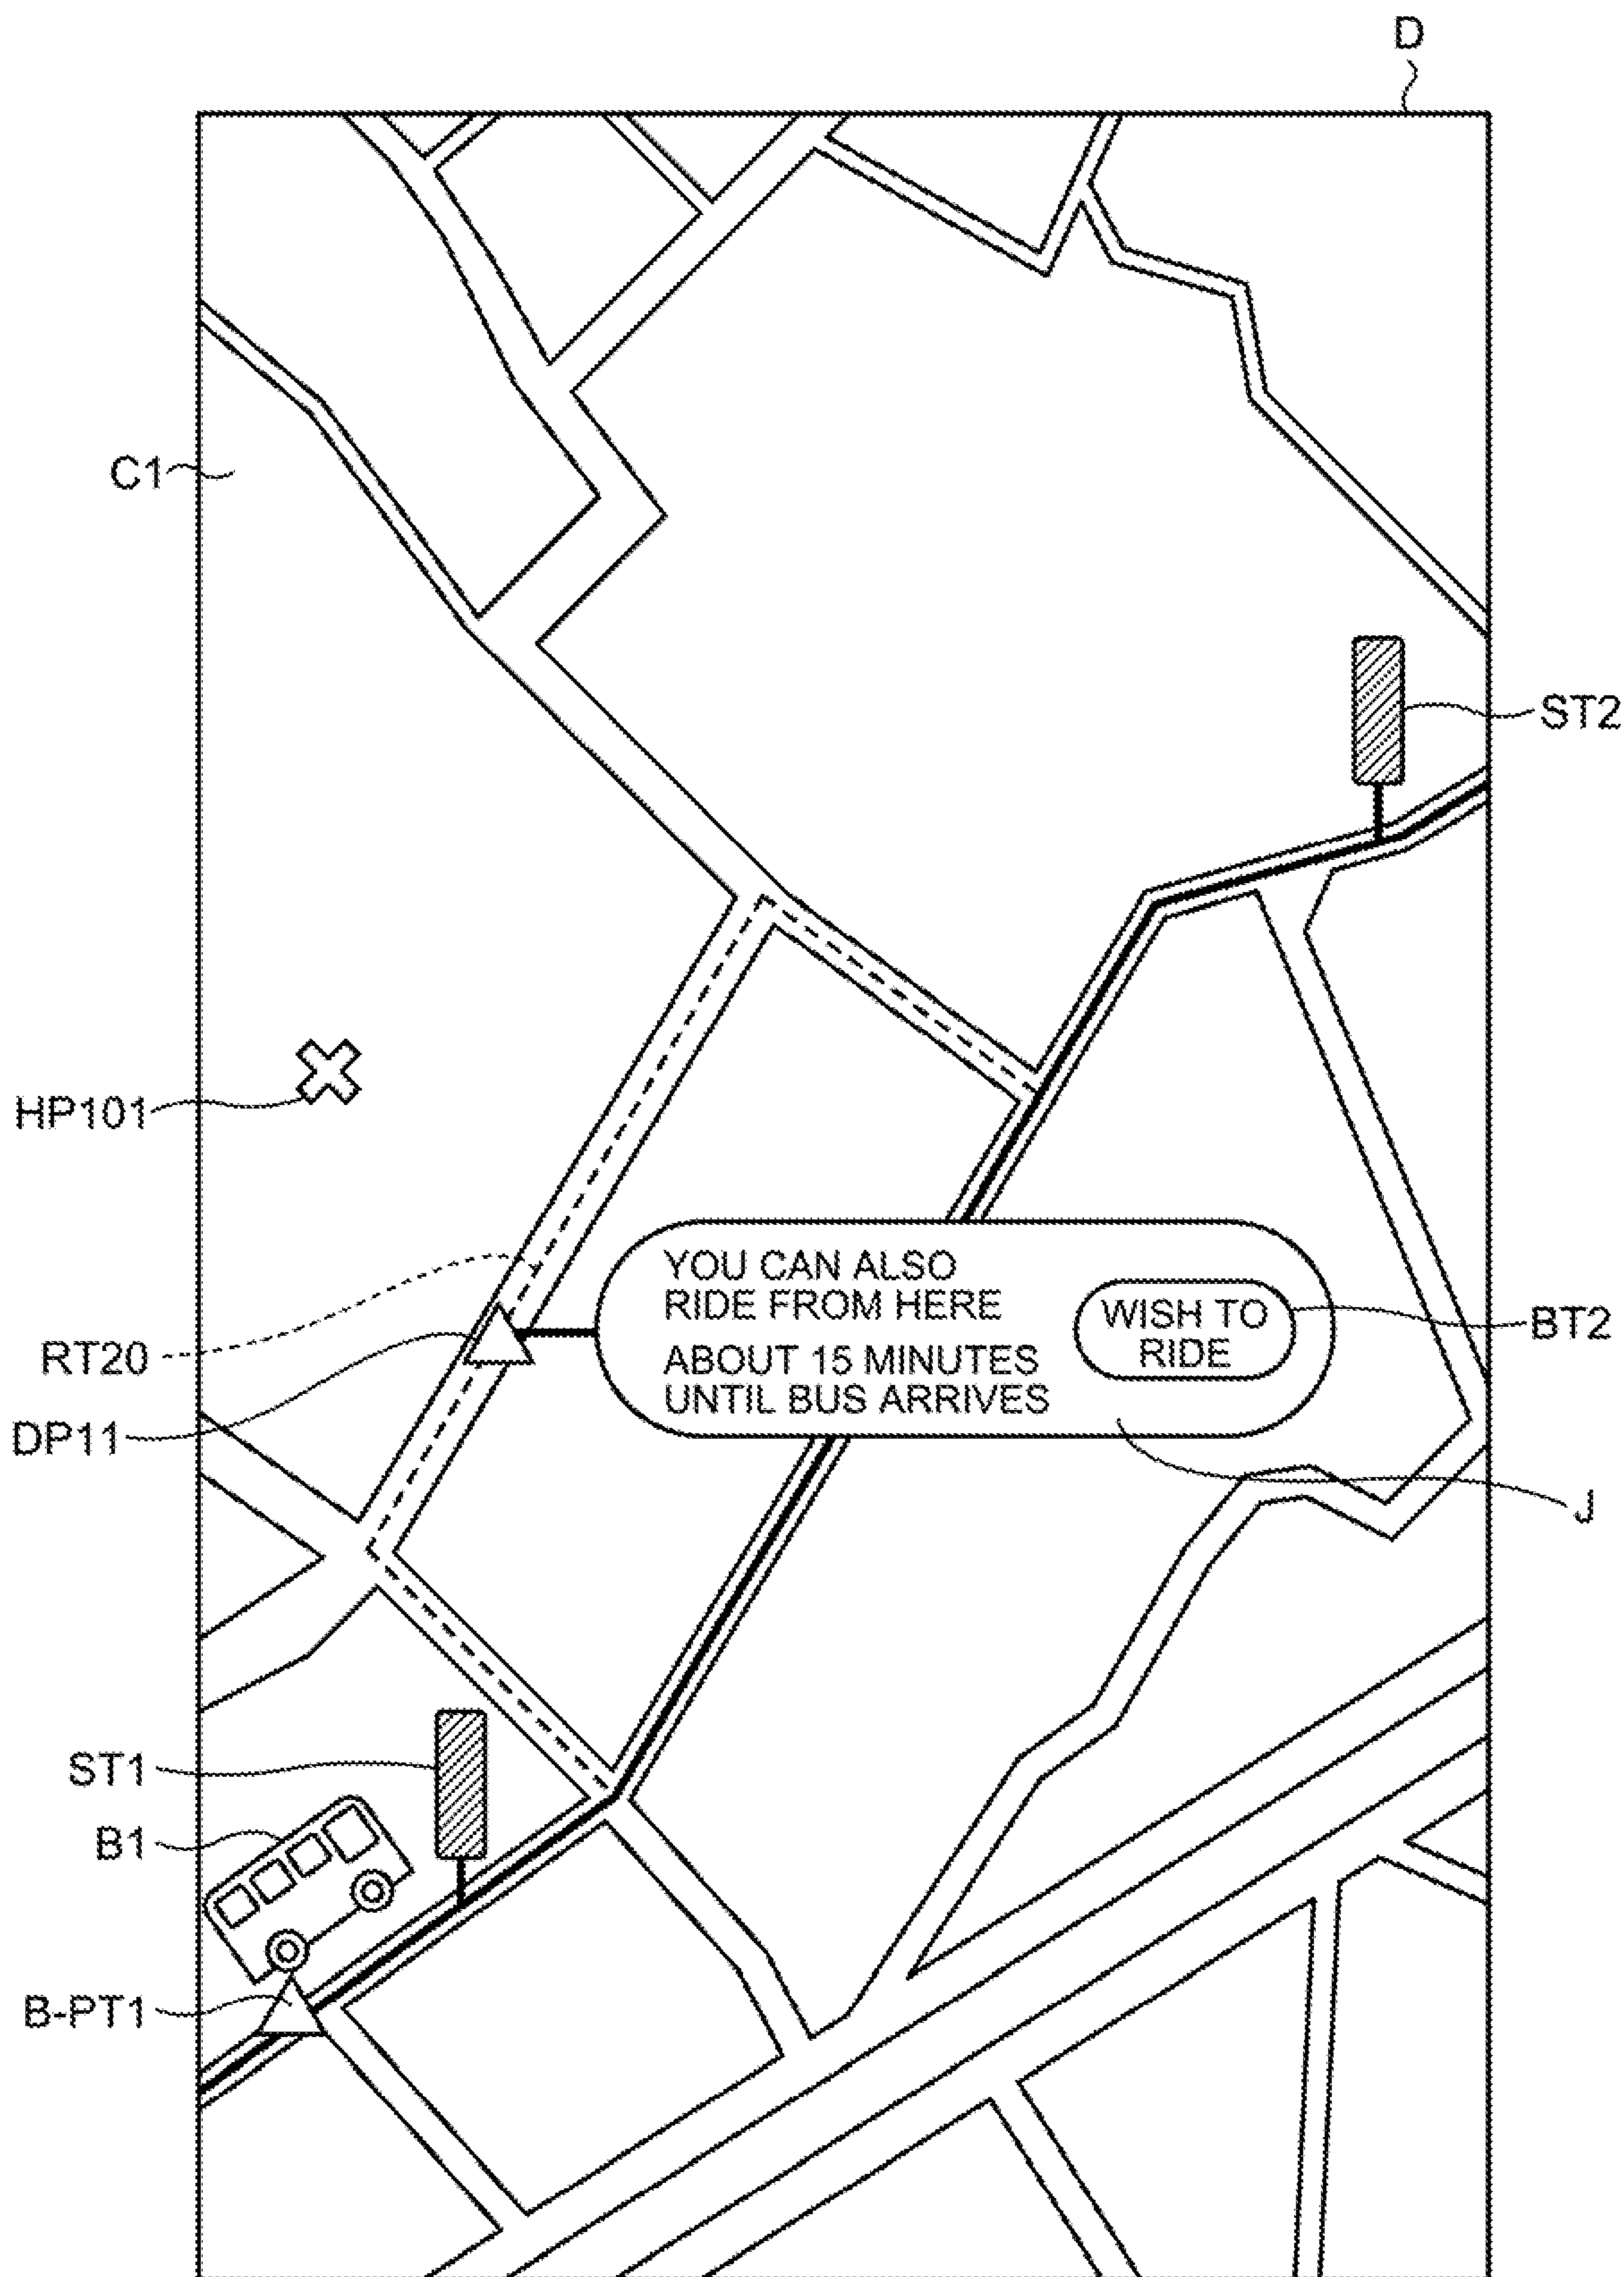 D
C1
ST2
HP101
YOU CAN ALSO
RIDE FROM HERE
ABOUT 15 MINUTES
UNTIL BUS ARRIVES
WISH TO
RIDE
BT2
RT20
DP11
J
ST1
B1
B-PT1